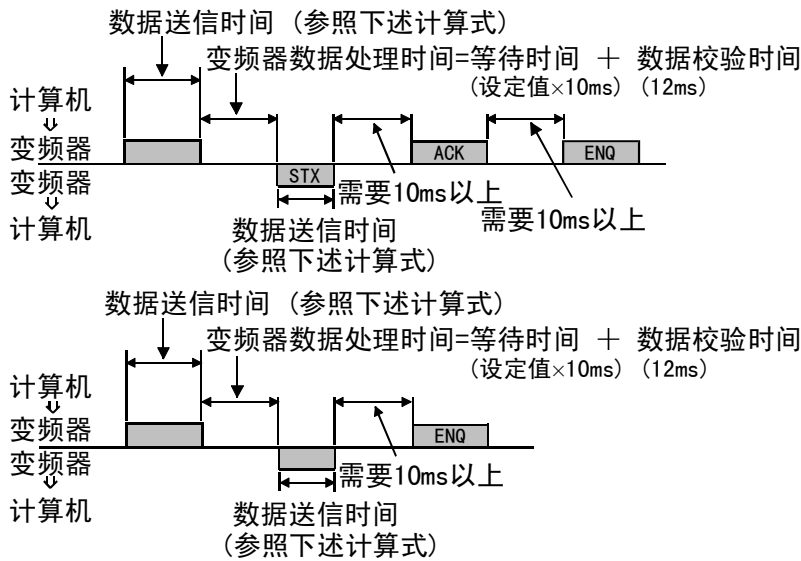 数据送信时间 (参照下述计算式)
变频器数据处理时间=等待时间 + 数据校验时间
(设定值×10ms) (12ms)
计算机
⇓
变频器
ACK
ENQ
变频器
⇓
计算机
STX
需要10ms以上
需要10ms以上
数据送信时间
(参照下述计算式)
数据送信时间 (参照下述计算式)
变频器数据处理时间=等待时间 + 数据校验时间
(设定值×10ms) (12ms)
计算机
⇓
变频器
ENQ
变频器
⇓
计算机
需要10ms以上
数据送信时间
(参照下述计算式)